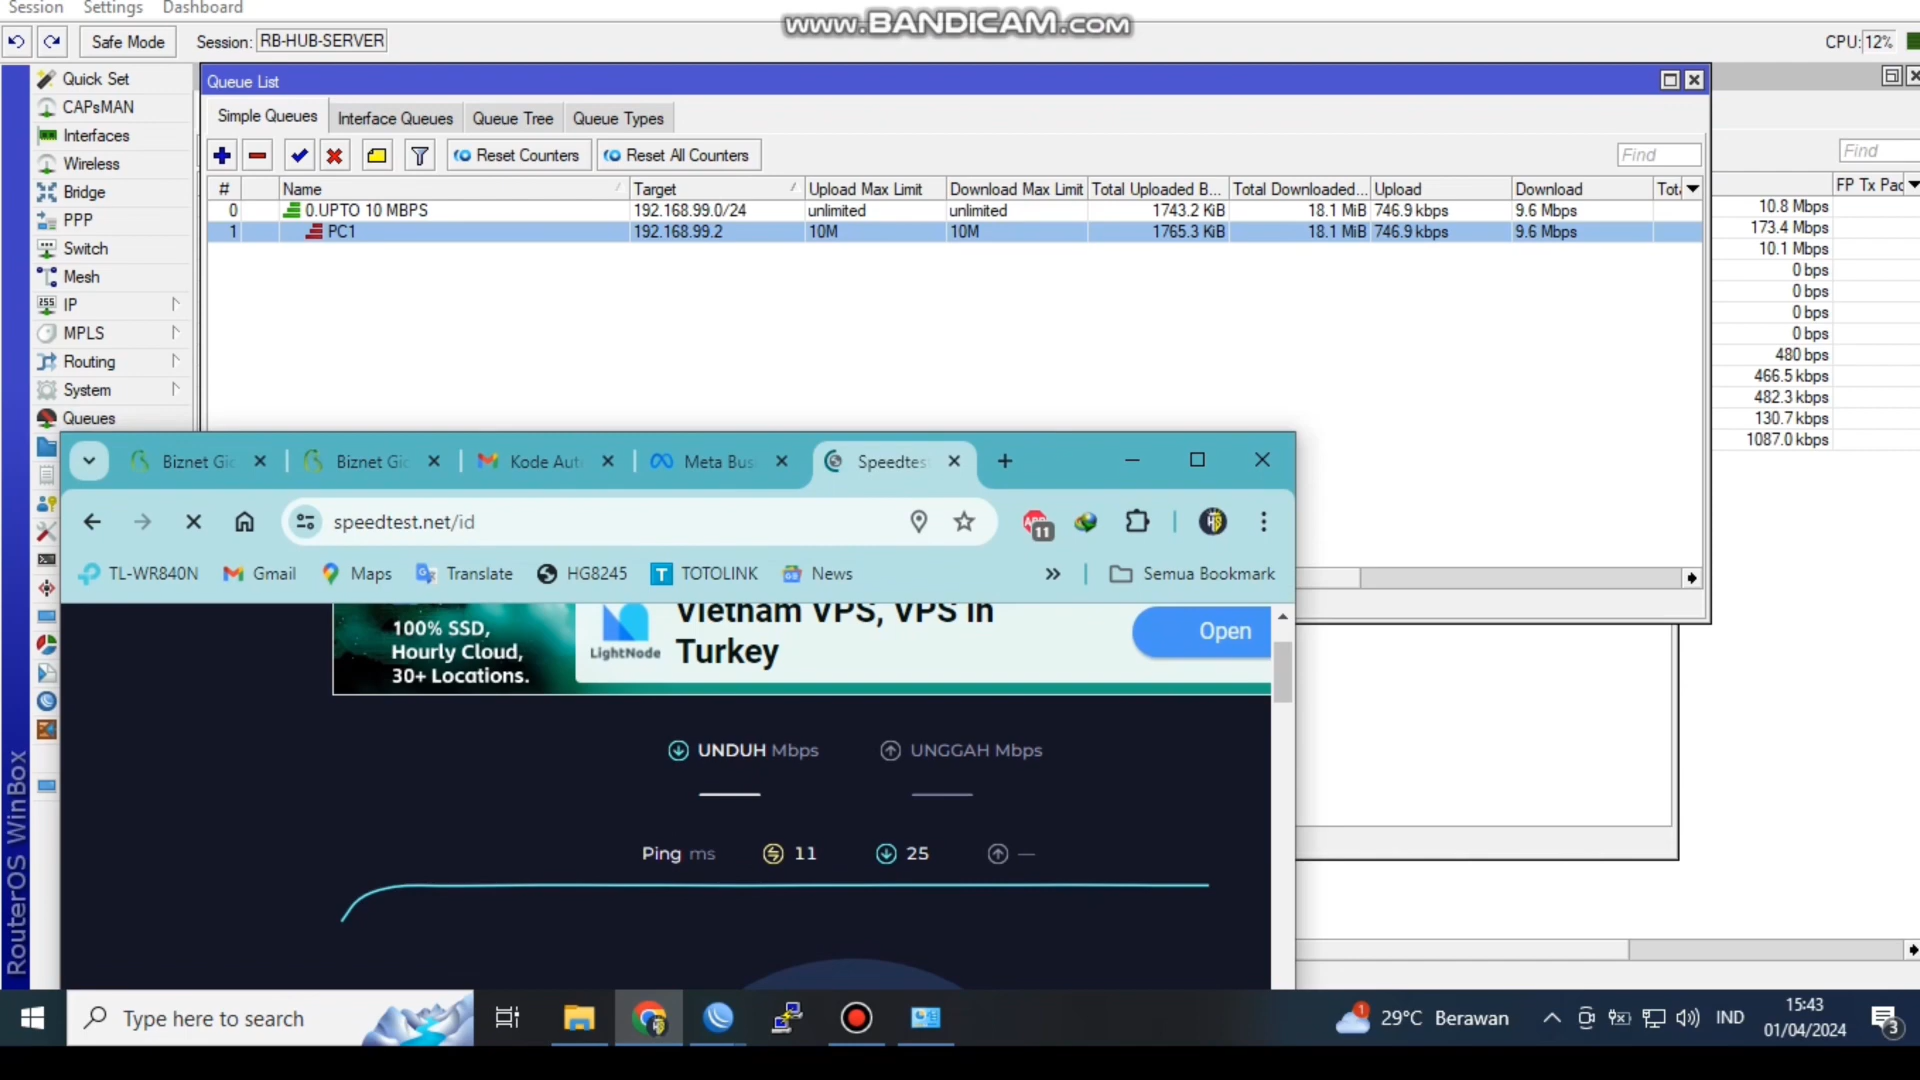 Session Settings Dashboard
www.BANDICAM.com
Safe Mode Session: RB-HUB-SERVER CPU: 12%
Quick Set
CAPsMAN
Interfaces
Wireless
Bridge
PPP
Switch
Mesh
IP
MPLS
Routing
System
Queues
RouterOS WinBox
Queue List
Simple Queues Interface Queues Queue Tree Queue Types
Reset Counters Reset All Counters Find
# Name Target Upload Max Limit Download Max Limit Total Uploaded B... Total Downloaded... Upload Download
0 0.UPTO 10 MBPS 192.168.99.0/24 unlimited unlimited 1743.2 KiB 18.1 MiB 746.9 kbps 9.6 Mbps
1 PC1 192.168.99.2 10M 10M 1765.3 KiB 18.1 MiB 746.9 kbps 9.6 Mbps
Find
FP Tx Pac
10.8 Mbps
173.4 Mbps
10.1 Mbps
0 bps
0 bps
0 bps
0 bps
480 bps
466.5 kbps
482.3 kbps
130.7 kbps
1087.0 kbps
Biznet Gic Biznet Gic Kode Aut Meta Bus Speedtes
speedtest.net/id
11
TL-WR840N Gmail Maps Translate HG8245 TOTOLINK News Semua Bookmark
100% SSD,
Hourly Cloud,
30+ Locations.
LightNode
Vietnam VPS, VPS in
Turkey
Open
UNDUH Mbps UNGGAH Mbps
Ping ms 11 25 —
Type here to search
29°C Berawan
IND
15:43
01/04/2024
3